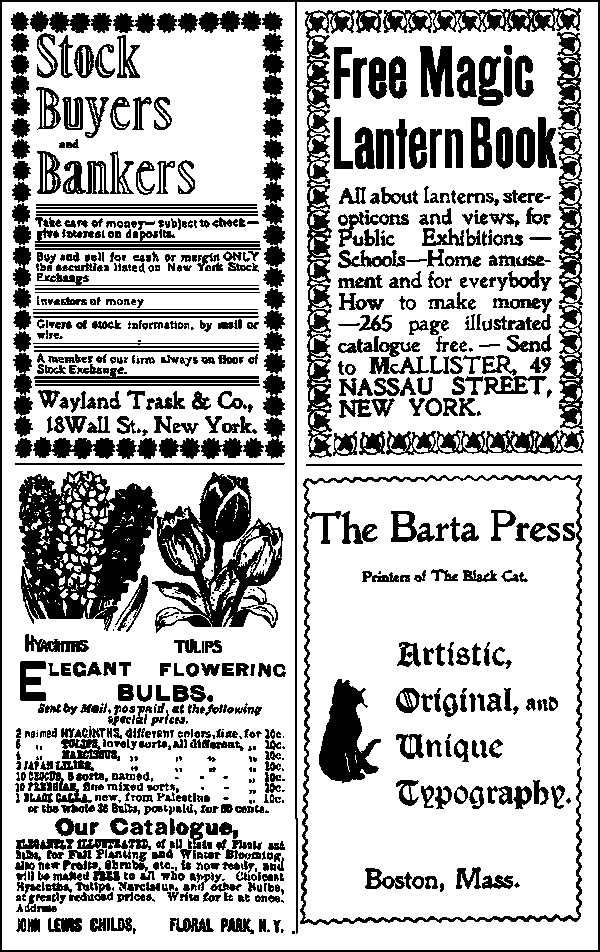 Stock
Buyers
and
Bankers
Take care of money—subject to check—
give interest on deposits.
Buy and sell for cash or margin ONLY
the securities listed on New York Stock
Exchange
Investors of money
Givers of stock information, by mail or
wire.
A member of our firm always on floor of
Stock Exchange.
Wayland Trask & Co.,
18 Wall St., New York.
Free Magic
Lantern Book
All about lanterns, stere-
opticons and views, for
Public Exhibitions —
Schools—Home amuse-
ment and for everybody
How to make money
—265 page illustrated
catalogue free. — Send
to McALLISTER, 49
NASSAU STREET,
NEW YORK.
HYACINTHS TULIPS
ELEGANT FLOWERING
BULBS.
Sent by Mail, postpaid, at the following
special prices.
2 named HYACINTHS, different colors, fine, for 10c.
5 „ TULIPS, lovely sorts, all different, „ 10c.
4 „ NARCISSUS, „ „ „ „ 10c.
2 JAPAN LILIES, „ „ „ „ 10c.
10 CROCUS, 5 sorts, named, - - „ 10c.
10 FREESIAS, fine mixed sorts, - - „ 10c.
1 BLACK CALLA, new, from Palestine - „ 10c.
or the whole 35 Bulbs, postpaid, for 50 cents.
Our Catalogue,
ELEGANTLY ILLUSTRATED, of all kinds of Plants and
Bulbs, for Fall Planting and Winter Blooming,
also new Fruits, Shrubs, etc., is now ready, and
will be mailed FREE to all who apply. Choicest
Hyacinths, Tulips, Narcissus, and other Bulbs,
at greatly reduced prices. Write for it at once.
Address
JOHN LEWIS CHILDS, FLORAL PARK, N.Y.
The Barta Press
Printers of The Black Cat.
Artistic,
Original, and
Unique
Typography.
Boston, Mass.